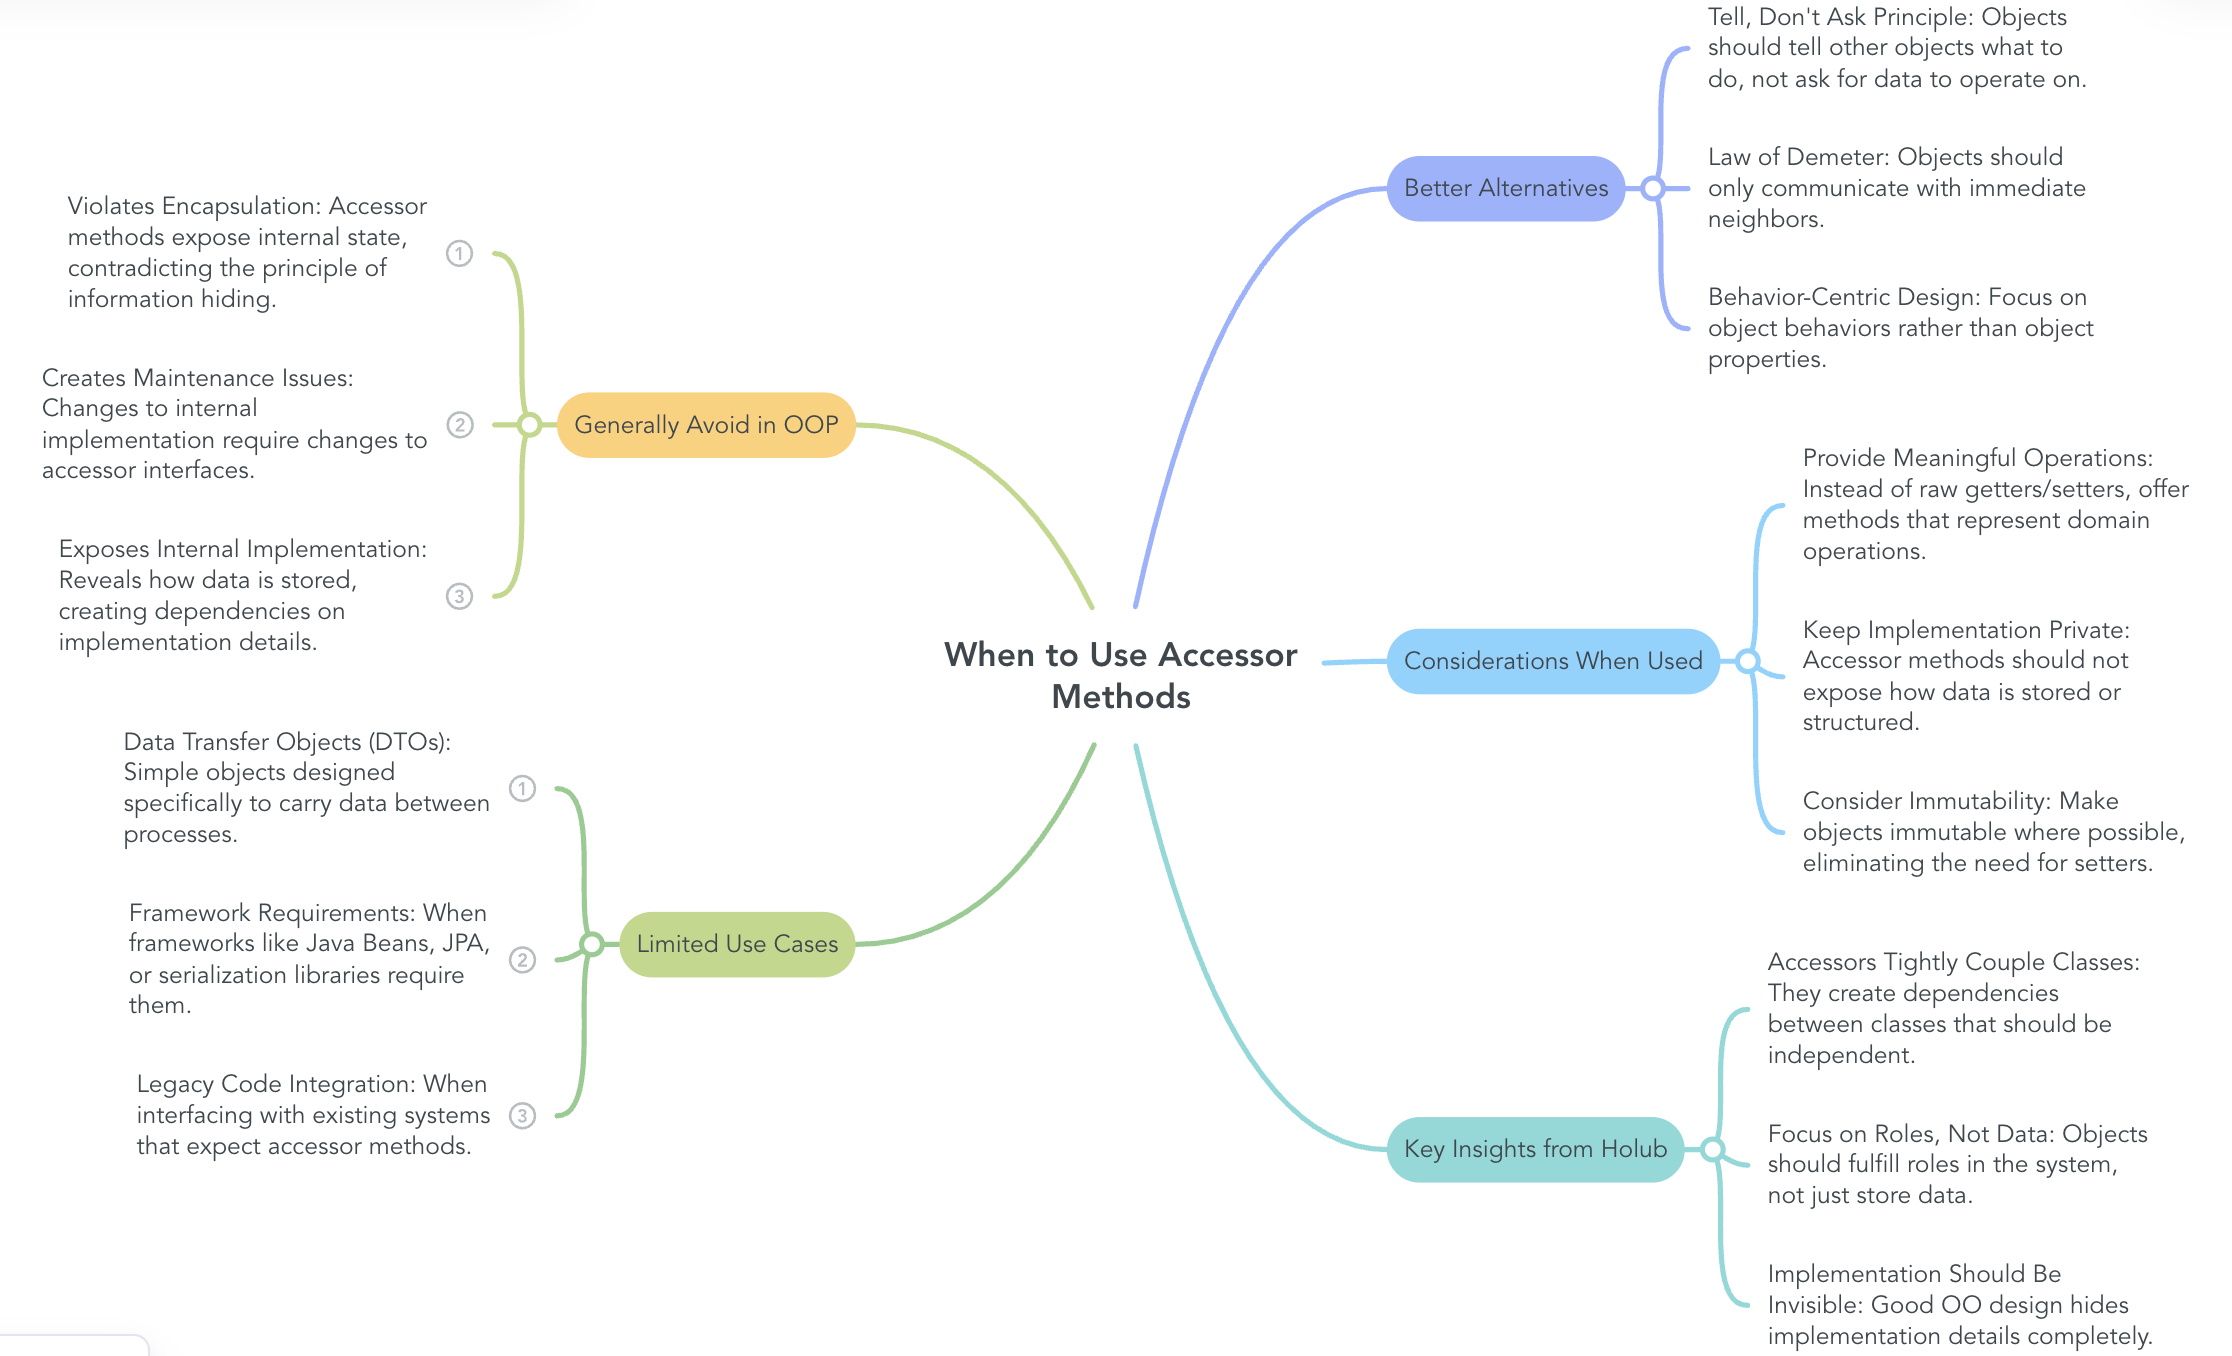 When to Use Accessor
Methods
Generally Avoid in OOP
1
Violates Encapsulation: Accessor
methods expose internal state,
contradicting the principle of
information hiding.
2
Creates Maintenance Issues:
Changes to internal
implementation require changes to
accessor interfaces.
3
Exposes Internal Implementation:
Reveals how data is stored,
creating dependencies on
implementation details.
Limited Use Cases
1
Data Transfer Objects (DTOs):
Simple objects designed
specifically to carry data between
processes.
2
Framework Requirements: When
frameworks like Java Beans, JPA,
or serialization libraries require
them.
3
Legacy Code Integration: When
interfacing with existing systems
that expect accessor methods.
Better Alternatives
Tell, Don't Ask Principle: Objects
should tell other objects what to
do, not ask for data to operate on.
Law of Demeter: Objects should
only communicate with immediate
neighbors.
Behavior-Centric Design: Focus on
object behaviors rather than object
properties.
Considerations When Used
Provide Meaningful Operations:
Instead of raw getters/setters, offer
methods that represent domain
operations.
Keep Implementation Private:
Accessor methods should not
expose how data is stored or
structured.
Consider Immutability: Make
objects immutable where possible,
eliminating the need for setters.
Key Insights from Holub
Accessors Tightly Couple Classes:
They create dependencies
between classes that should be
independent.
Focus on Roles, Not Data: Objects
should fulfill roles in the system,
not just store data.
Implementation Should Be
Invisible: Good OO design hides
implementation details completely.